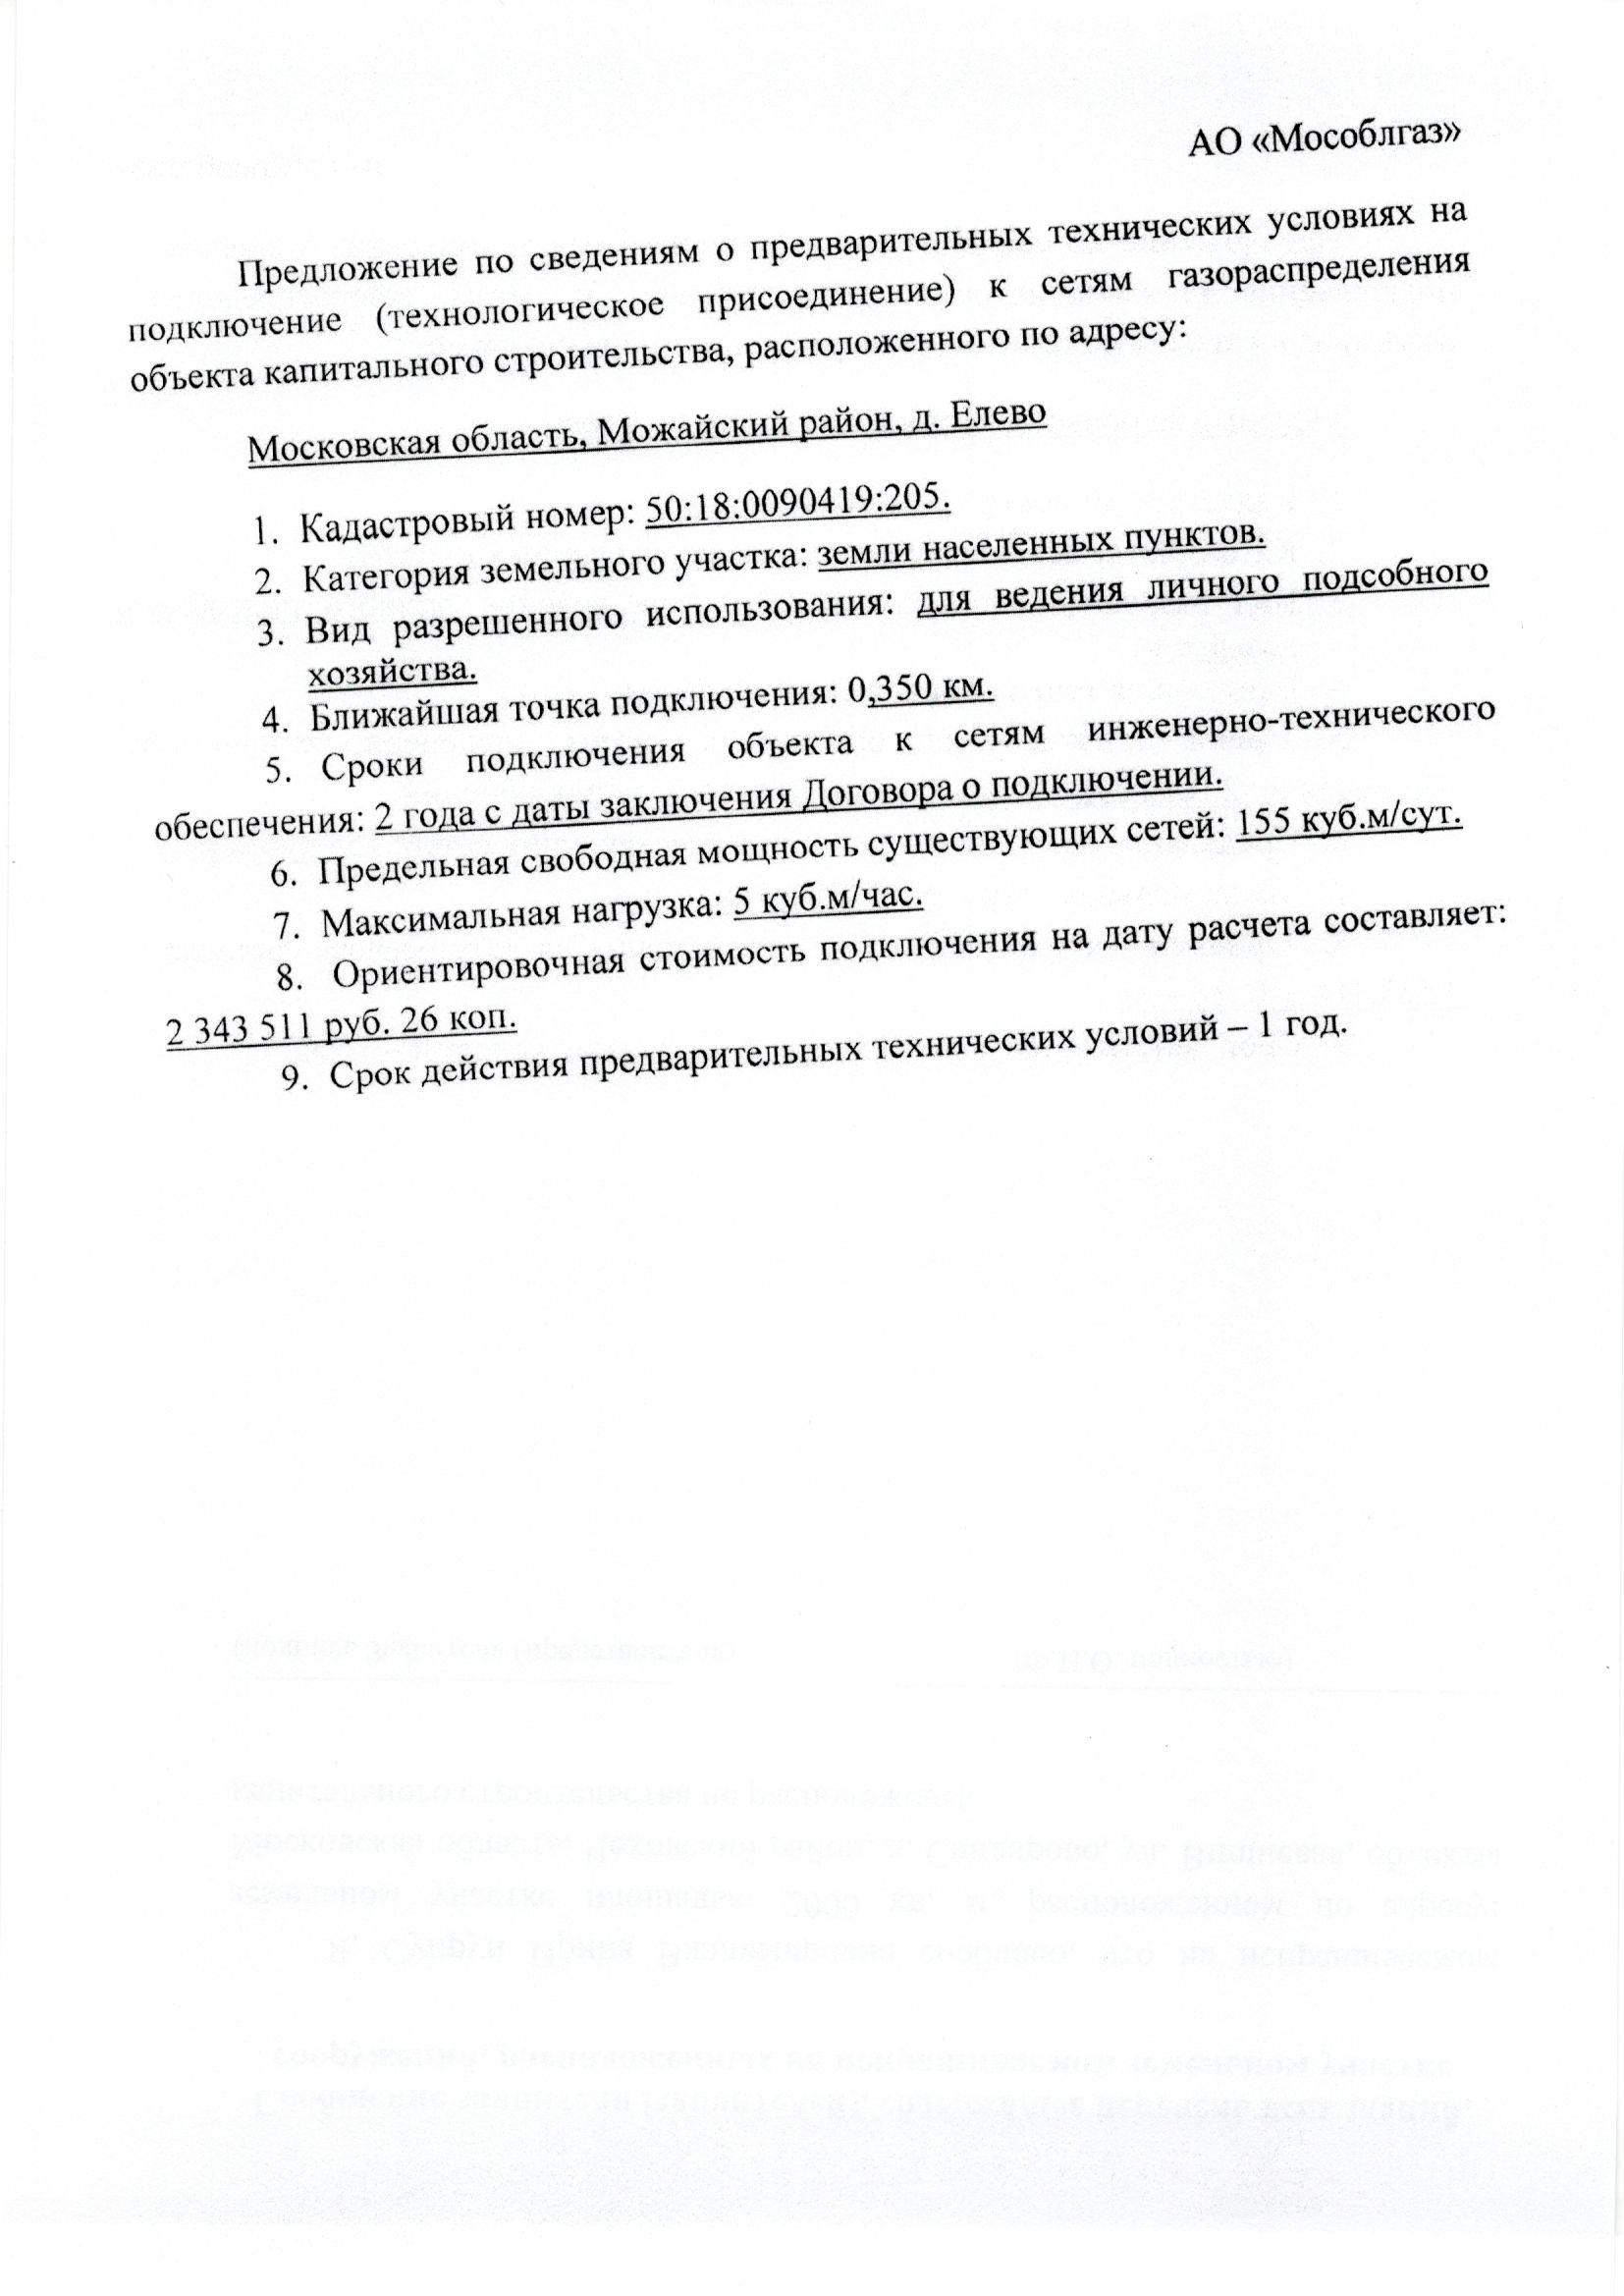 АО «Мособлгаз»
Предложение по сведениям о предварительных технических условиях на
подключение (технологическое присоединение) к сетям газораспределения
объекта капитального строительства, расположенного по адресу:
Московская область, Можайский район, д. Елево
1. Кадастровый номер: 50:18:0090419:205.
2. Категория земельного участка: земли населенных пунктов.
3. Вид разрешенного использования: для ведения личного подсобного
хозяйства.
4. Ближайшая точка подключения: 0,350 км.
5. Сроки подключения объекта к сетям инженерно-технического
обеспечения: 2 года с даты заключения Договора о подключении.
6. Предельная свободная мощность существующих сетей: 155 куб.м/сут.
7. Максимальная нагрузка: 5 куб.м/час.
8. Ориентировочная стоимость подключения на дату расчета составляет:
2 343 511 руб. 26 коп.
9. Срок действия предварительных технических условий – 1 год.